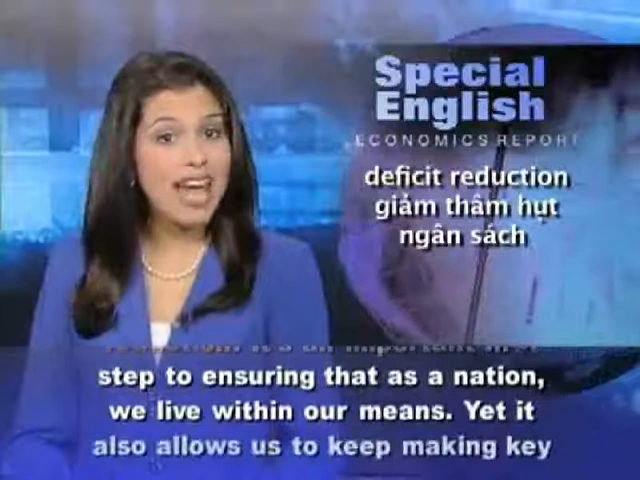 Special
English
ECONOMICS REPORT
deficit reduction
giảm thâm hụt
ngân sách
step to ensuring that as a nation,
we live within our means. Yet it
also allows us to keep making key